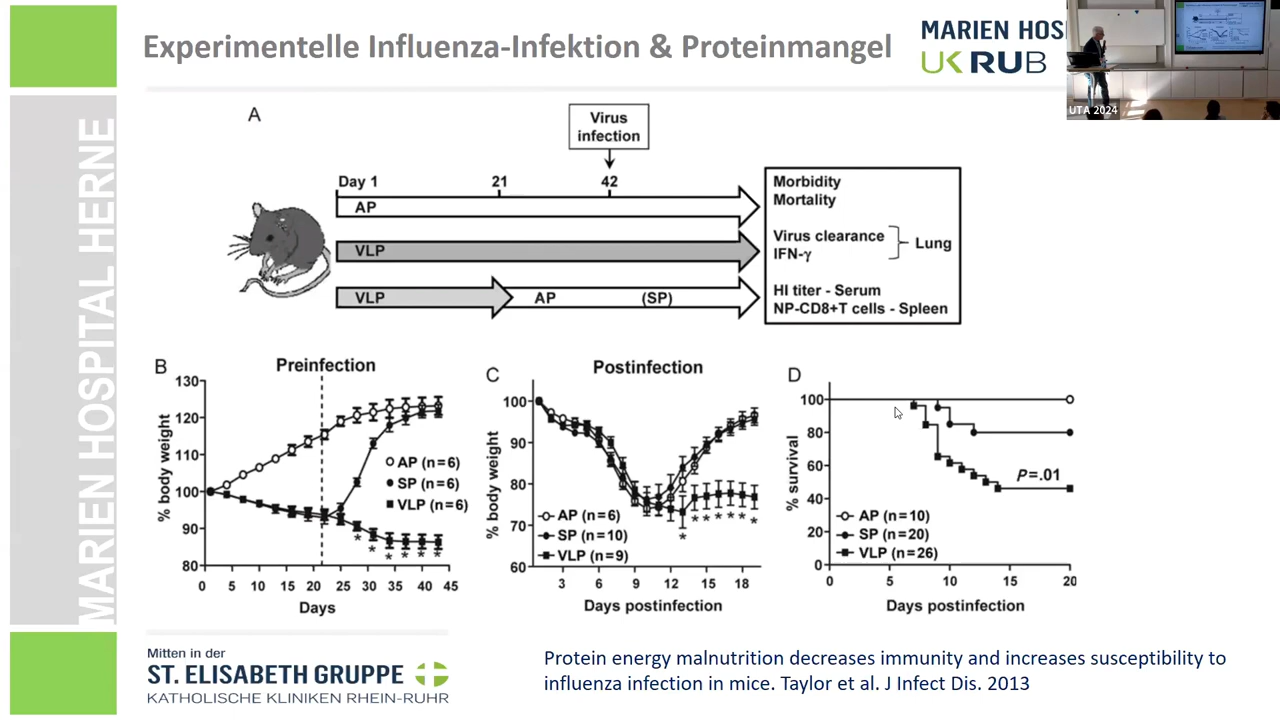 Experimentelle Influenza-Infektion & Proteinmangel
MARIEN HOS
UK RUB
UTA 2024
MARIEN HOSPITAL HERNE
A
Virus
infection
Day 1
21
42
AP
VLP
VLP
AP
(SP)
Morbidity
Mortality
Virus clearance
IFN-γ
Lung
HI titer - Serum
NP-CD8+T cells - Spleen
B
Preinfection
% body weight
130
120
110
100
90
80
AP (n=6)
SP (n=6)
VLP (n=6)
* * * * * *
0 5 10 15 20 25 30 35 40 45
Days
C
Postinfection
% body weight
100
90
80
70
60
AP (n=6)
SP (n=10)
VLP (n=9)
* * * * * *
3 6 9 12 15 18
Days postinfection
D
% survival
100
80
60
40
20
0
P=.01
AP (n=10)
SP (n=20)
VLP (n=26)
0 5 10 15 20
Days postinfection
Mitten in der
ST. ELISABETH GRUPPE
KATHOLISCHE KLINIKEN RHEIN-RUHR
Protein energy malnutrition decreases immunity and increases susceptibility to
influenza infection in mice. Taylor et al. J Infect Dis. 2013